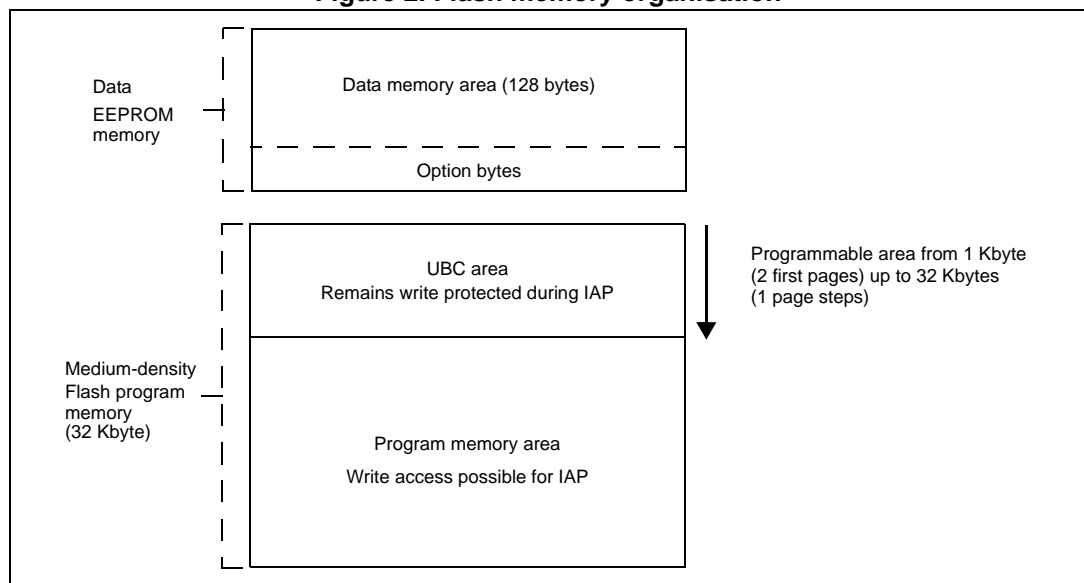 Figure 2. Flash memory organisation
Data memory area (128 bytes)
Data
EEPROM
memory
Option bytes
Programmable area from 1 Kbyte
(2 first pages) up to 32 Kbytes
(1 page steps)
UBC area
Remains write protected during IAP
Medium-density
Flash program
memory
(32 Kbyte)
Program memory area
Write access possible for IAP